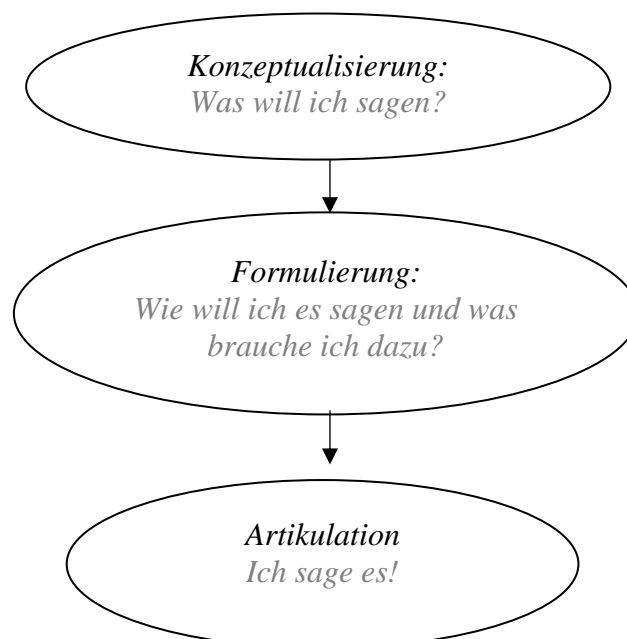 Konzeptualisierung:
Was will ich sagen?
Formulierung:
Wie will ich es sagen und was
brauche ich dazu?
Artikulation
Ich sage es!